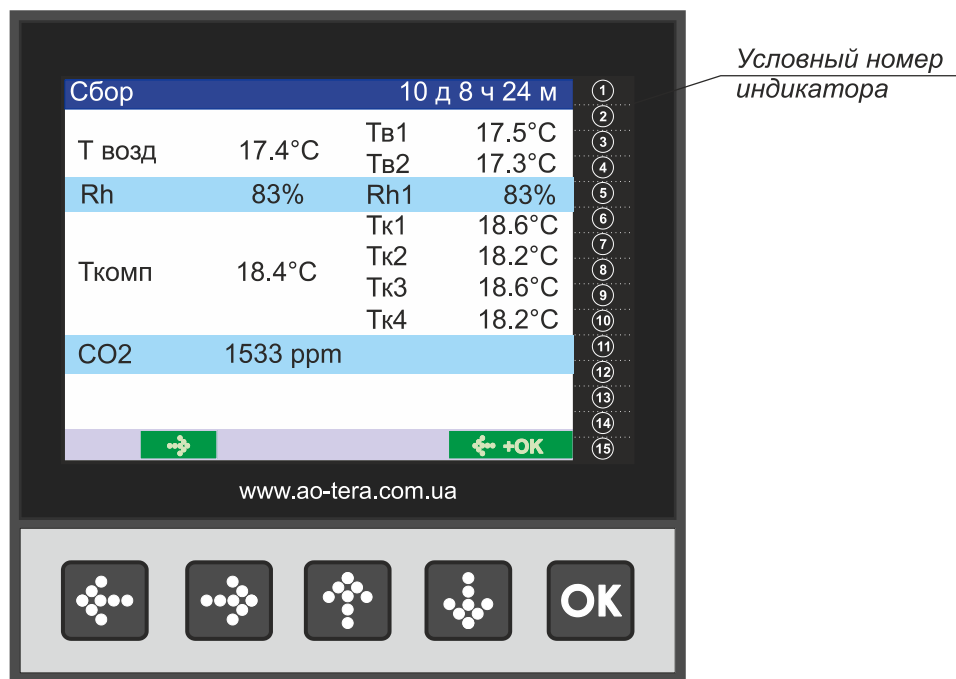 Условный номер
индикатора
Сбор 10 д 8 ч 24 м
Т возд 17.4°C Тв1 17.5°C
Тв2 17.3°C
Rh 83% Rh1 83%
Ткомп 18.4°C Тк1 18.6°C
Тк2 18.2°C
Тк3 18.6°C
Тк4 18.2°C
CO2 1533 ppm
+OK
1
2
3
4
5
6
7
8
9
10
11
12
13
14
15
www.ao-tera.com.ua
OK